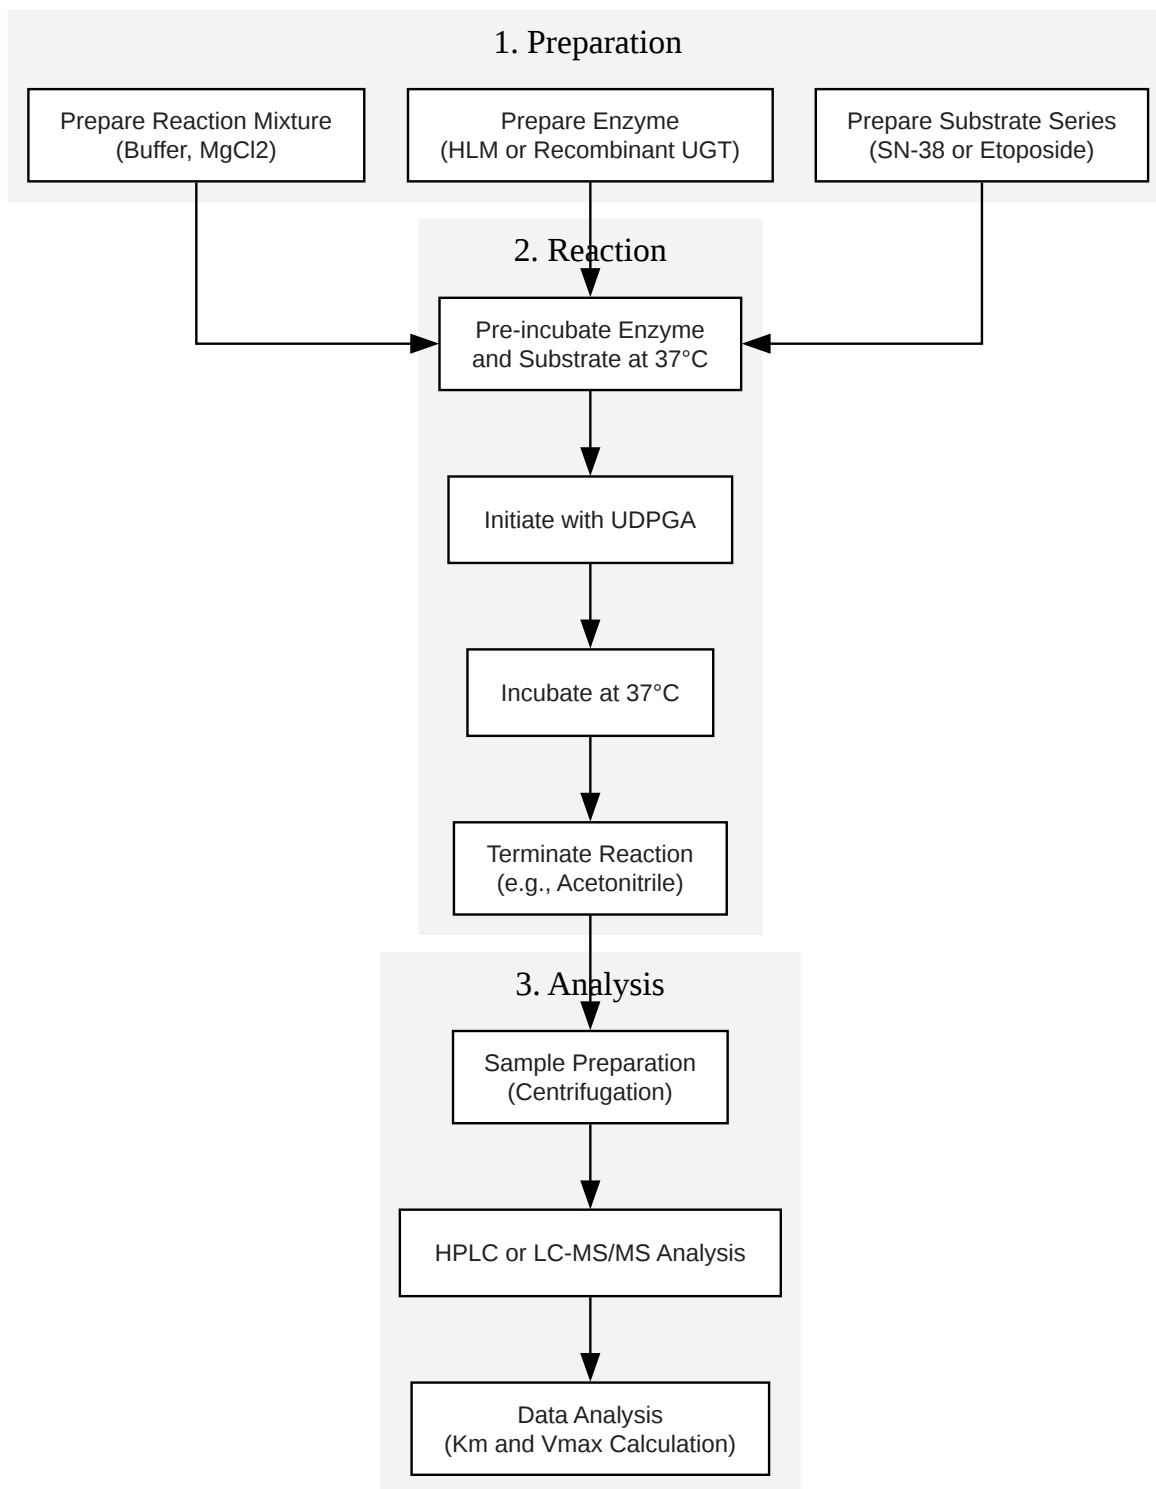 1. Preparation
Prepare Reaction Mixture
(Buffer, MgCl2)
Prepare Enzyme
(HLM or Recombinant UGT)
Prepare Substrate Series
(SN-38 or Etoposide)
2. Reaction
Pre-incubate Enzyme
and Substrate at 37°C
Initiate with UDPGA
Incubate at 37°C
Terminate Reaction
(e.g., Acetonitrile)
3. Analysis
Sample Preparation
(Centrifugation)
HPLC or LC-MS/MS Analysis
Data Analysis
(Km and Vmax Calculation)